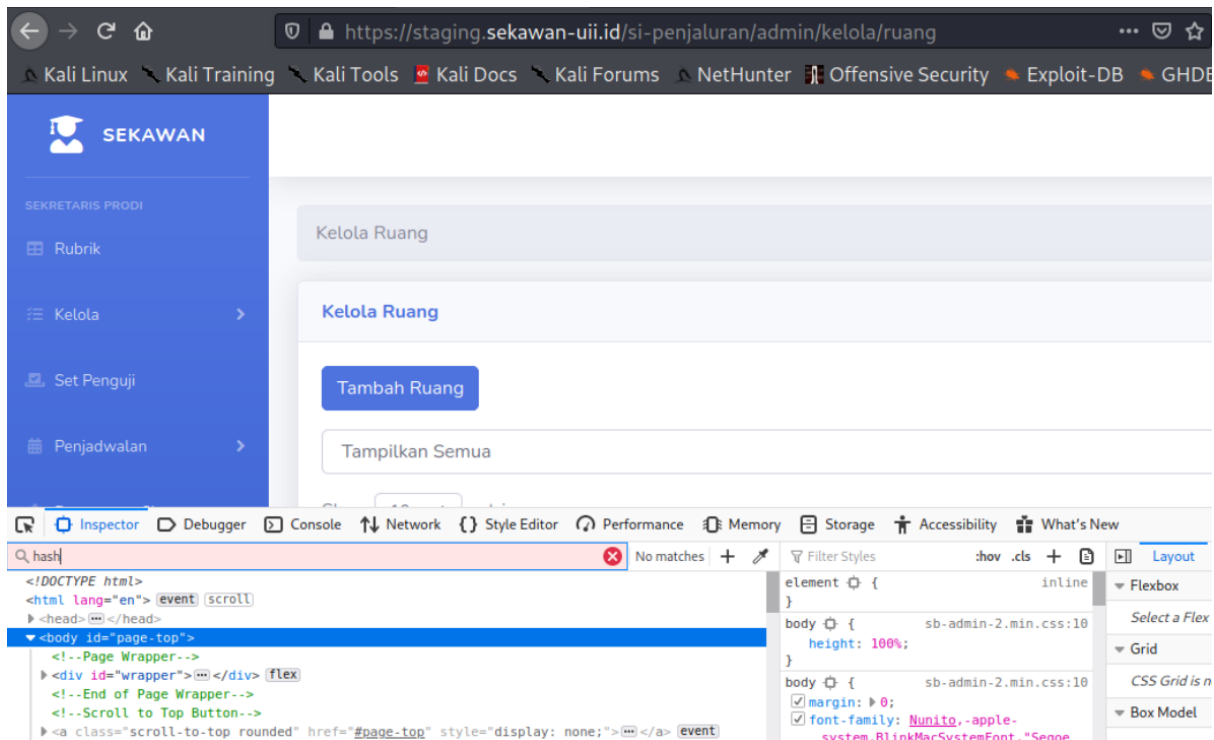 https://staging.sekawan-uii.id/si-penjaluran/admin/kelola/ruang
Kali Linux Kali Training Kali Tools Kali Docs Kali Forums NetHunter Offensive Security Exploit-DB GHDB
SEKAWAN
SEKRETARIS PRODI
Rubrik
Kelola
Set Penguji
Penjadwalan
Kelola Ruang
Kelola Ruang
Tambah Ruang
Tampilkan Semua
Inspector Debugger Console Network Style Editor Performance Memory Storage Accessibility What's New
hash No matches Filter Styles :hov .cls Layout
<!DOCTYPE html>
<html lang="en"> event scroll
<head> </head>
<body id="page-top">
<!--Page Wrapper-->
<div id="wrapper"> </div> flex
<!--End of Page Wrapper-->
<!--Scroll to Top Button-->
<a class="scroll-to-top rounded" href="#page-top" style="display: none;"> </a> event
element { inline
}
body { sb-admin-2.min.css:10
height: 100%;
}
body { sb-admin-2.min.css:10
margin: 0;
font-family: Nunito,-apple-
system,BlinkMacSystemFont,"Segoe
Flexbox
Select a Flex
Grid
CSS Grid is n
Box Model